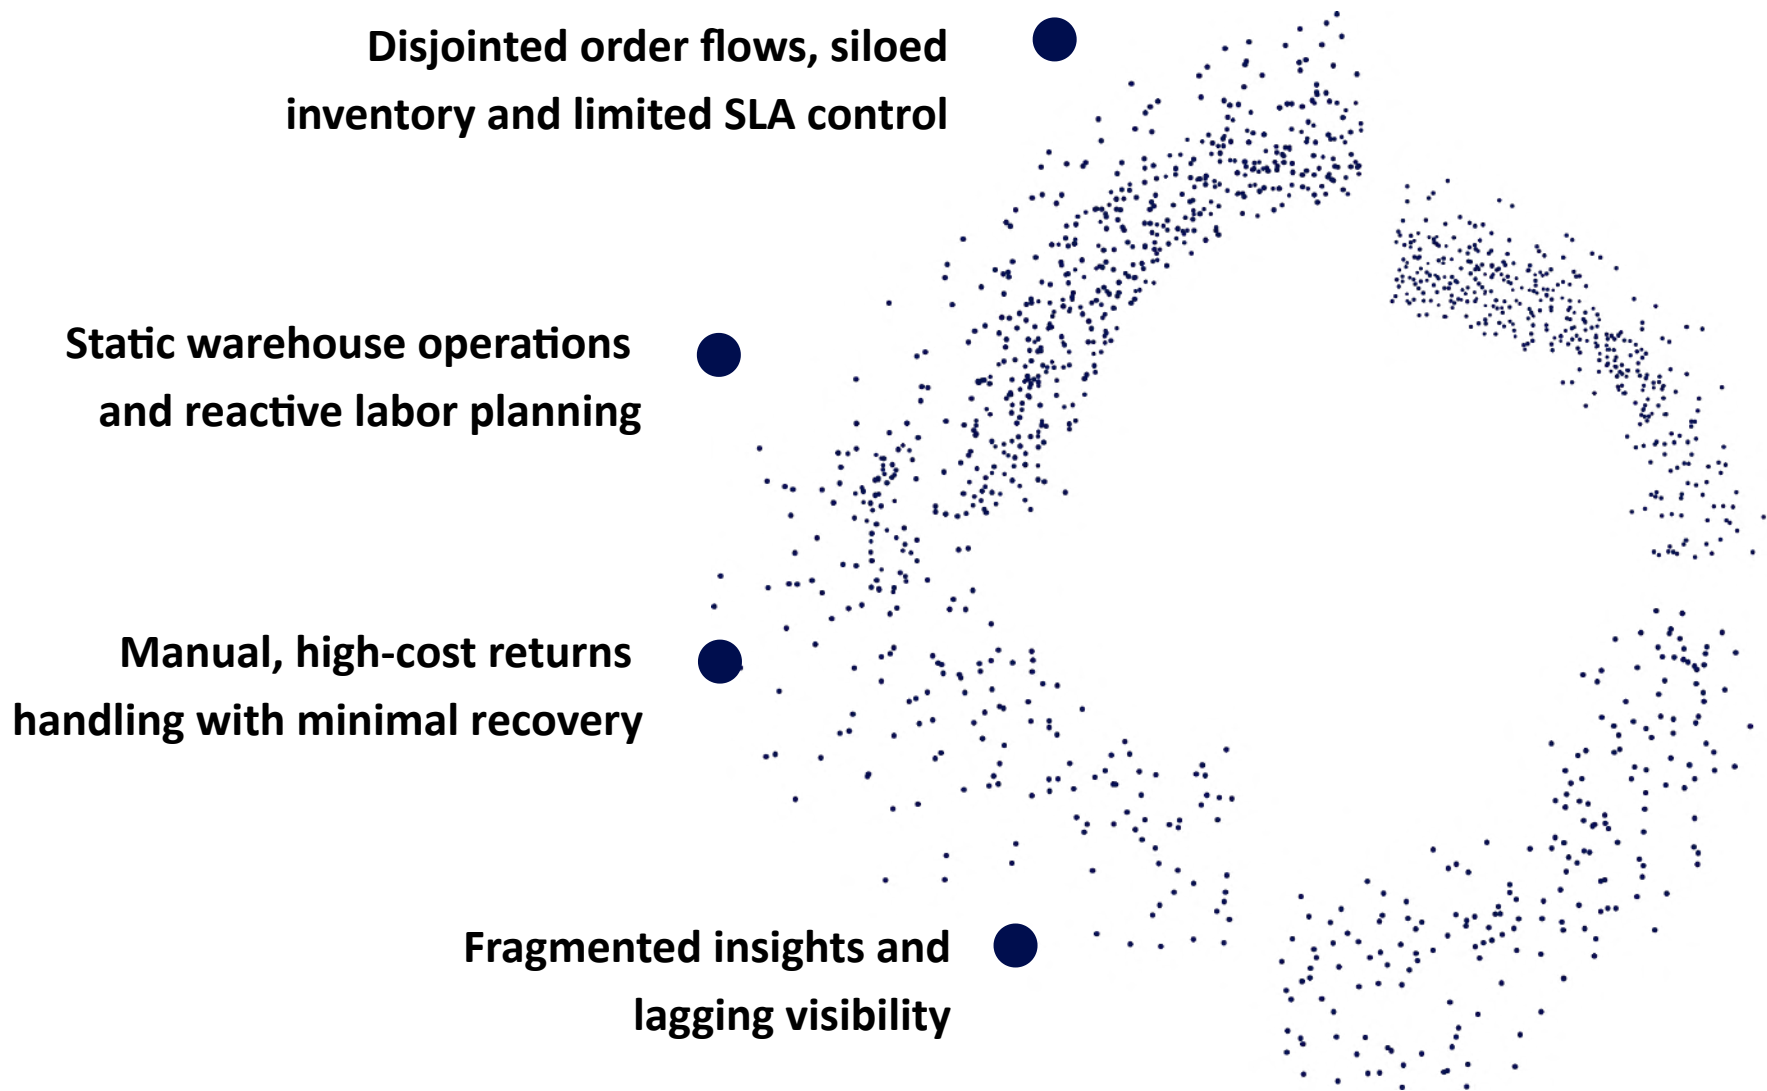 Disjointed order flows, siloed
inventory and limited SLA control
Static warehouse operations
and reactive labor planning
Manual, high-cost returns
handling with minimal recovery
Fragmented insights and
lagging visibility